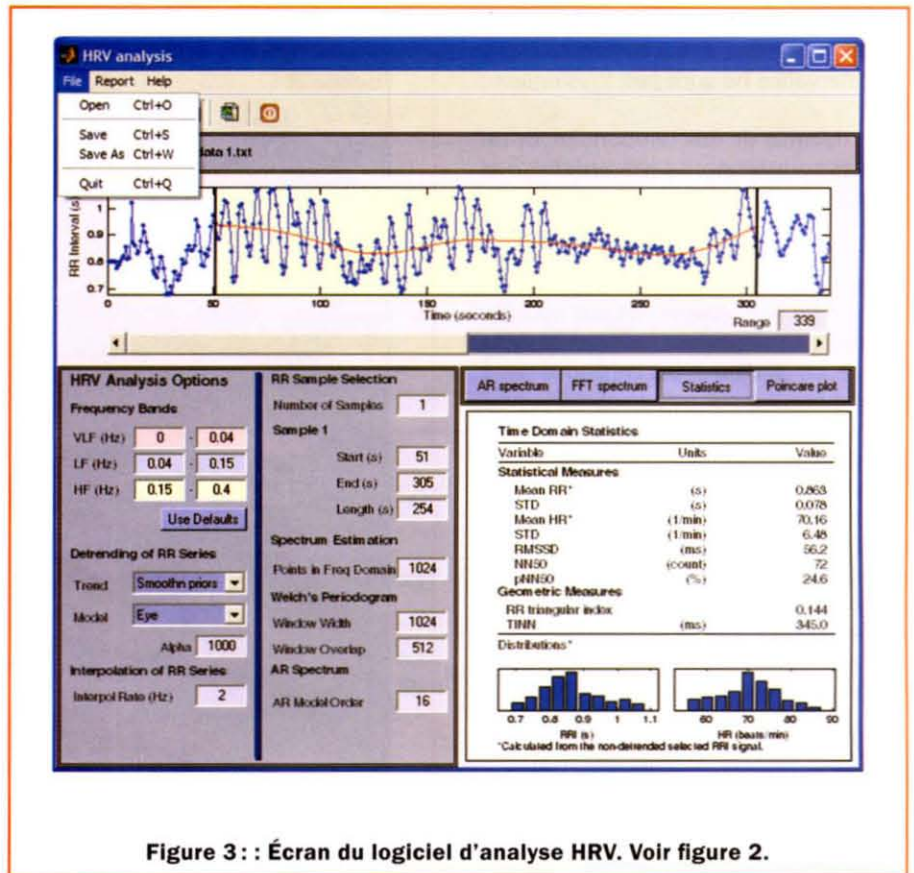 HRV analysis
File Report Help
Open Ctrl+O
Save Ctrl+S
Save As Ctrl+W
Quit Ctrl+Q
data 1.txt
RR Interval (s)
1
0.9
0.8
0.7
0 50 100 150 200 250 300
Time (seconds)
Range 339
HRV Analysis Options
Frequency Bands
VLF (Hz) 0 - 0.04
LF (Hz) 0.04 - 0.15
HF (Hz) 0.15 - 0.4
Use Defaults
Detrending of RR Series
Trend Smoothn priors
Model Eye
Alpha 1000
Interpolation of RR Series
Interpol Rate (Hz) 2
RR Sample Selection
Number of Samples 1
Sample 1
Start (s) 51
End (s) 305
Length (s) 254
Spectrum Estimation
Points in Freq Domain 1024
Welch's Periodogram
Window Width 1024
Window Overlap 512
AR Spectrum
AR Model Order 16
AR spectrum FFT spectrum Statistics Poincare plot
Time Domain Statistics
Variable Units Value
Statistical Measures
Mean RR* (s) 0.863
STD (s) 0.078
Mean HR* (1/min) 70.16
STD (1/min) 6.48
RMSSD (ms) 56.2
NN50 (count) 72
pNN50 (%) 24.6
Geometric Measures
RR triangular index 0.144
TINN (ms) 345.0
Distributions*
0.7 0.8 0.9 1 1.1
RRI (s)
60 70 80 90
HR (beats/min)
*Calculated from the non-detrended selected RRI signal.
Figure 3 : : Écran du logiciel d'analyse HRV. Voir figure 2.